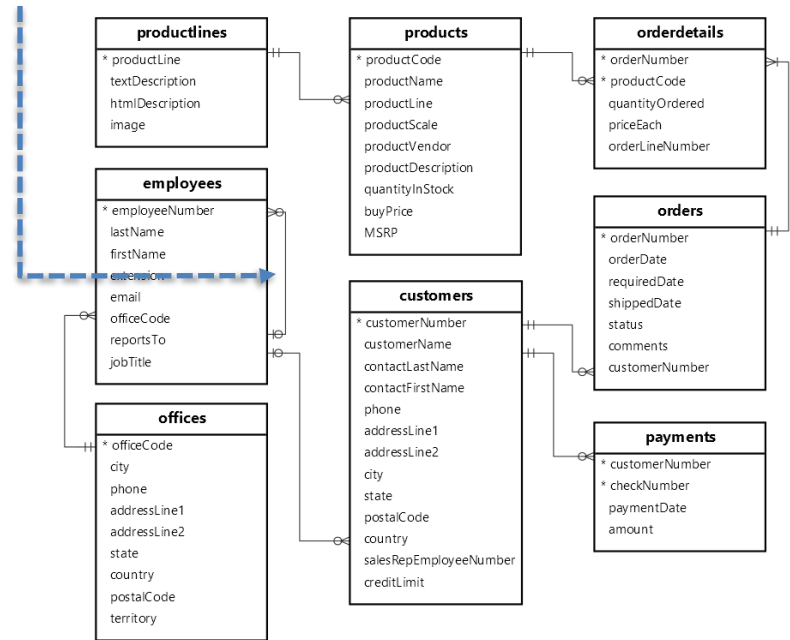 productlines
* productLine
textDescription
htmlDescription
image
products
* productCode
productName
productLine
productScale
productVendor
productDescription
quantityInStock
buyPrice
MSRP
orderdetails
* orderNumber
* productCode
quantityOrdered
priceEach
orderLineNumber
employees
* employeeNumber
lastName
firstName
extension
email
officeCode
reportsTo
jobTitle
customers
* customerNumber
customerName
contactLastName
contactFirstName
phone
addressLine1
addressLine2
city
state
postalCode
country
salesRepEmployeeNumber
creditLimit
orders
* orderNumber
orderDate
requiredDate
shippedDate
status
comments
customerNumber
offices
* officeCode
city
phone
addressLine1
addressLine2
state
country
postalCode
territory
payments
* customerNumber
* checkNumber
paymentDate
amount